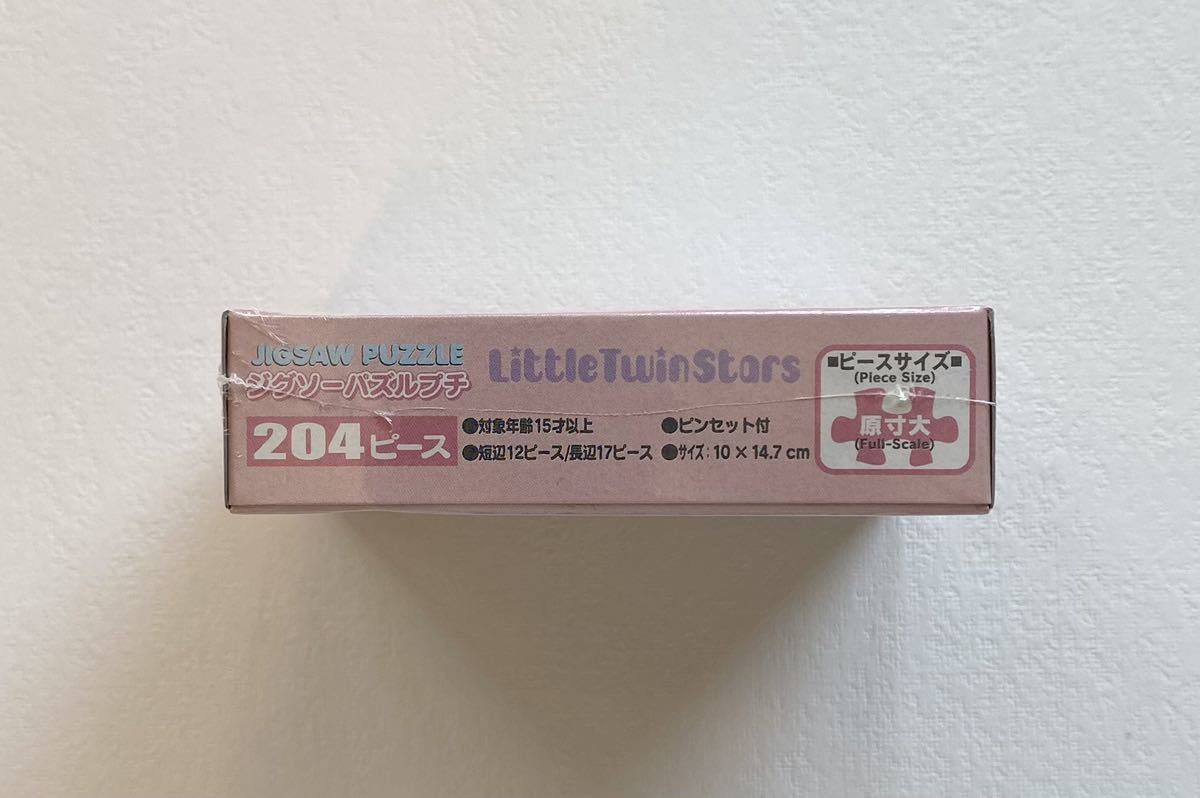 JIGSAW PUZZLE
ジグソーパズルプチ
LittleTwinStars
204ピース
●対象年齢15才以上
●ピンセット付
●短辺12ピース/長辺17ピース
●サイズ:10×14.7cm
■ピースサイズ■
(Piece Size)
原寸大
(Full-Scale)